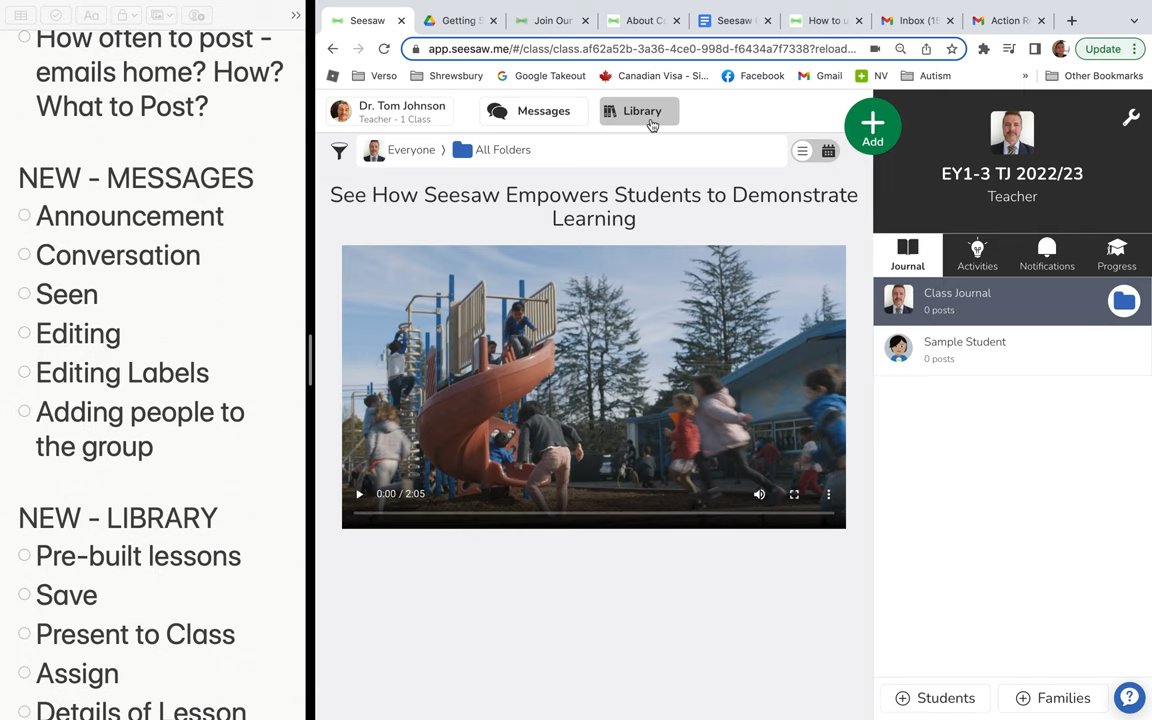 How often to post -
emails home? How?
What to Post?
NEW - MESSAGES
Announcement
Conversation
Seen
Editing
Editing Labels
Adding people to
the group
NEW - LIBRARY
Pre-built lessons
Save
Present to Class
Assign
Details of Lesson
Seesaw
Getting S
Join Our
About Co
Seesaw
How to u
Inbox (15
Action R
app.seesaw.me/#/class/class.af62a52b-3a36-4ce0-998d-f6434a7f7338?reload...
Update
Verso
Shrewsbury
Google Takeout
Canadian Visa - Si...
Facebook
Gmail
NV
Autism
»
Other Bookmarks
Dr. Tom Johnson
Teacher - 1 Class
Messages
Library
Add
Everyone
All Folders
See How Seesaw Empowers Students to Demonstrate
Learning
0:00 / 2:05
EY1-3 TJ 2022/23
Teacher
Journal
Activities
Notifications
Progress
Class Journal
0 posts
Sample Student
0 posts
Students
Families